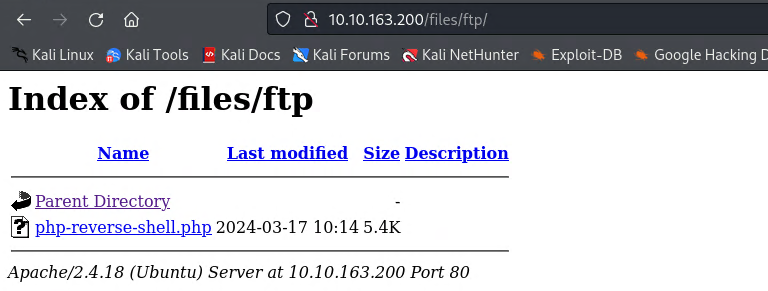 10.10.163.200/files/ftp/
Kali Linux Kali Tools Kali Docs Kali Forums Kali NetHunter Exploit-DB Google Hacking D
Index of /files/ftp
Name Last modified Size Description
Parent Directory -
php-reverse-shell.php 2024-03-17 10:14 5.4K
Apache/2.4.18 (Ubuntu) Server at 10.10.163.200 Port 80